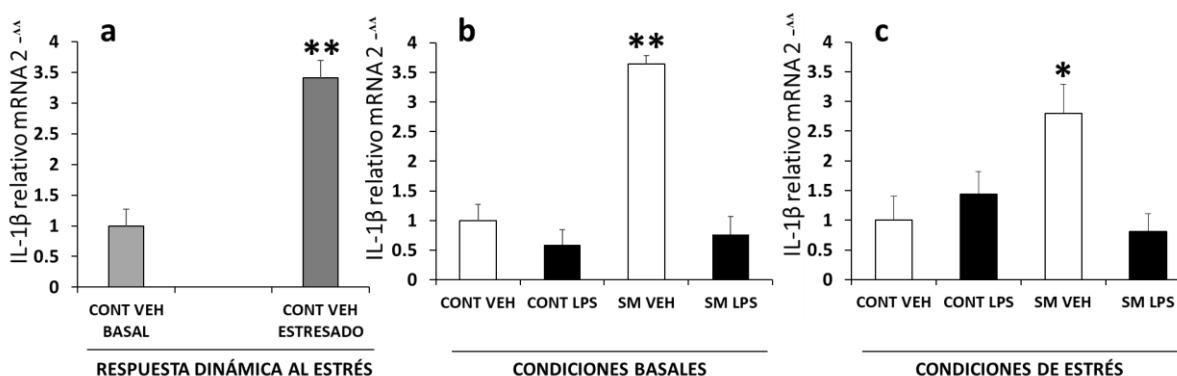 a
IL-1β relativo mRNA 2 -ΔΔ
4
3.5
3
2.5
2
1.5
1
0.5
0
**
CONT VEH
BASAL
CONT VEH
ESTRESADO
RESPUESTA DINÁMICA AL ESTRÉS
b
IL-1β relativo mRNA 2 -ΔΔ
4
3.5
3
2.5
2
1.5
1
0.5
0
**
CONT VEH CONT LPS SM VEH SM LPS
CONDICIONES BASALES
c
IL-1β relativo mRNA 2 -ΔΔ
4
3.5
3
2.5
2
1.5
1
0.5
0
*
CONT VEH CONT LPS SM VEH SM LPS
CONDICIONES DE ESTRÉS